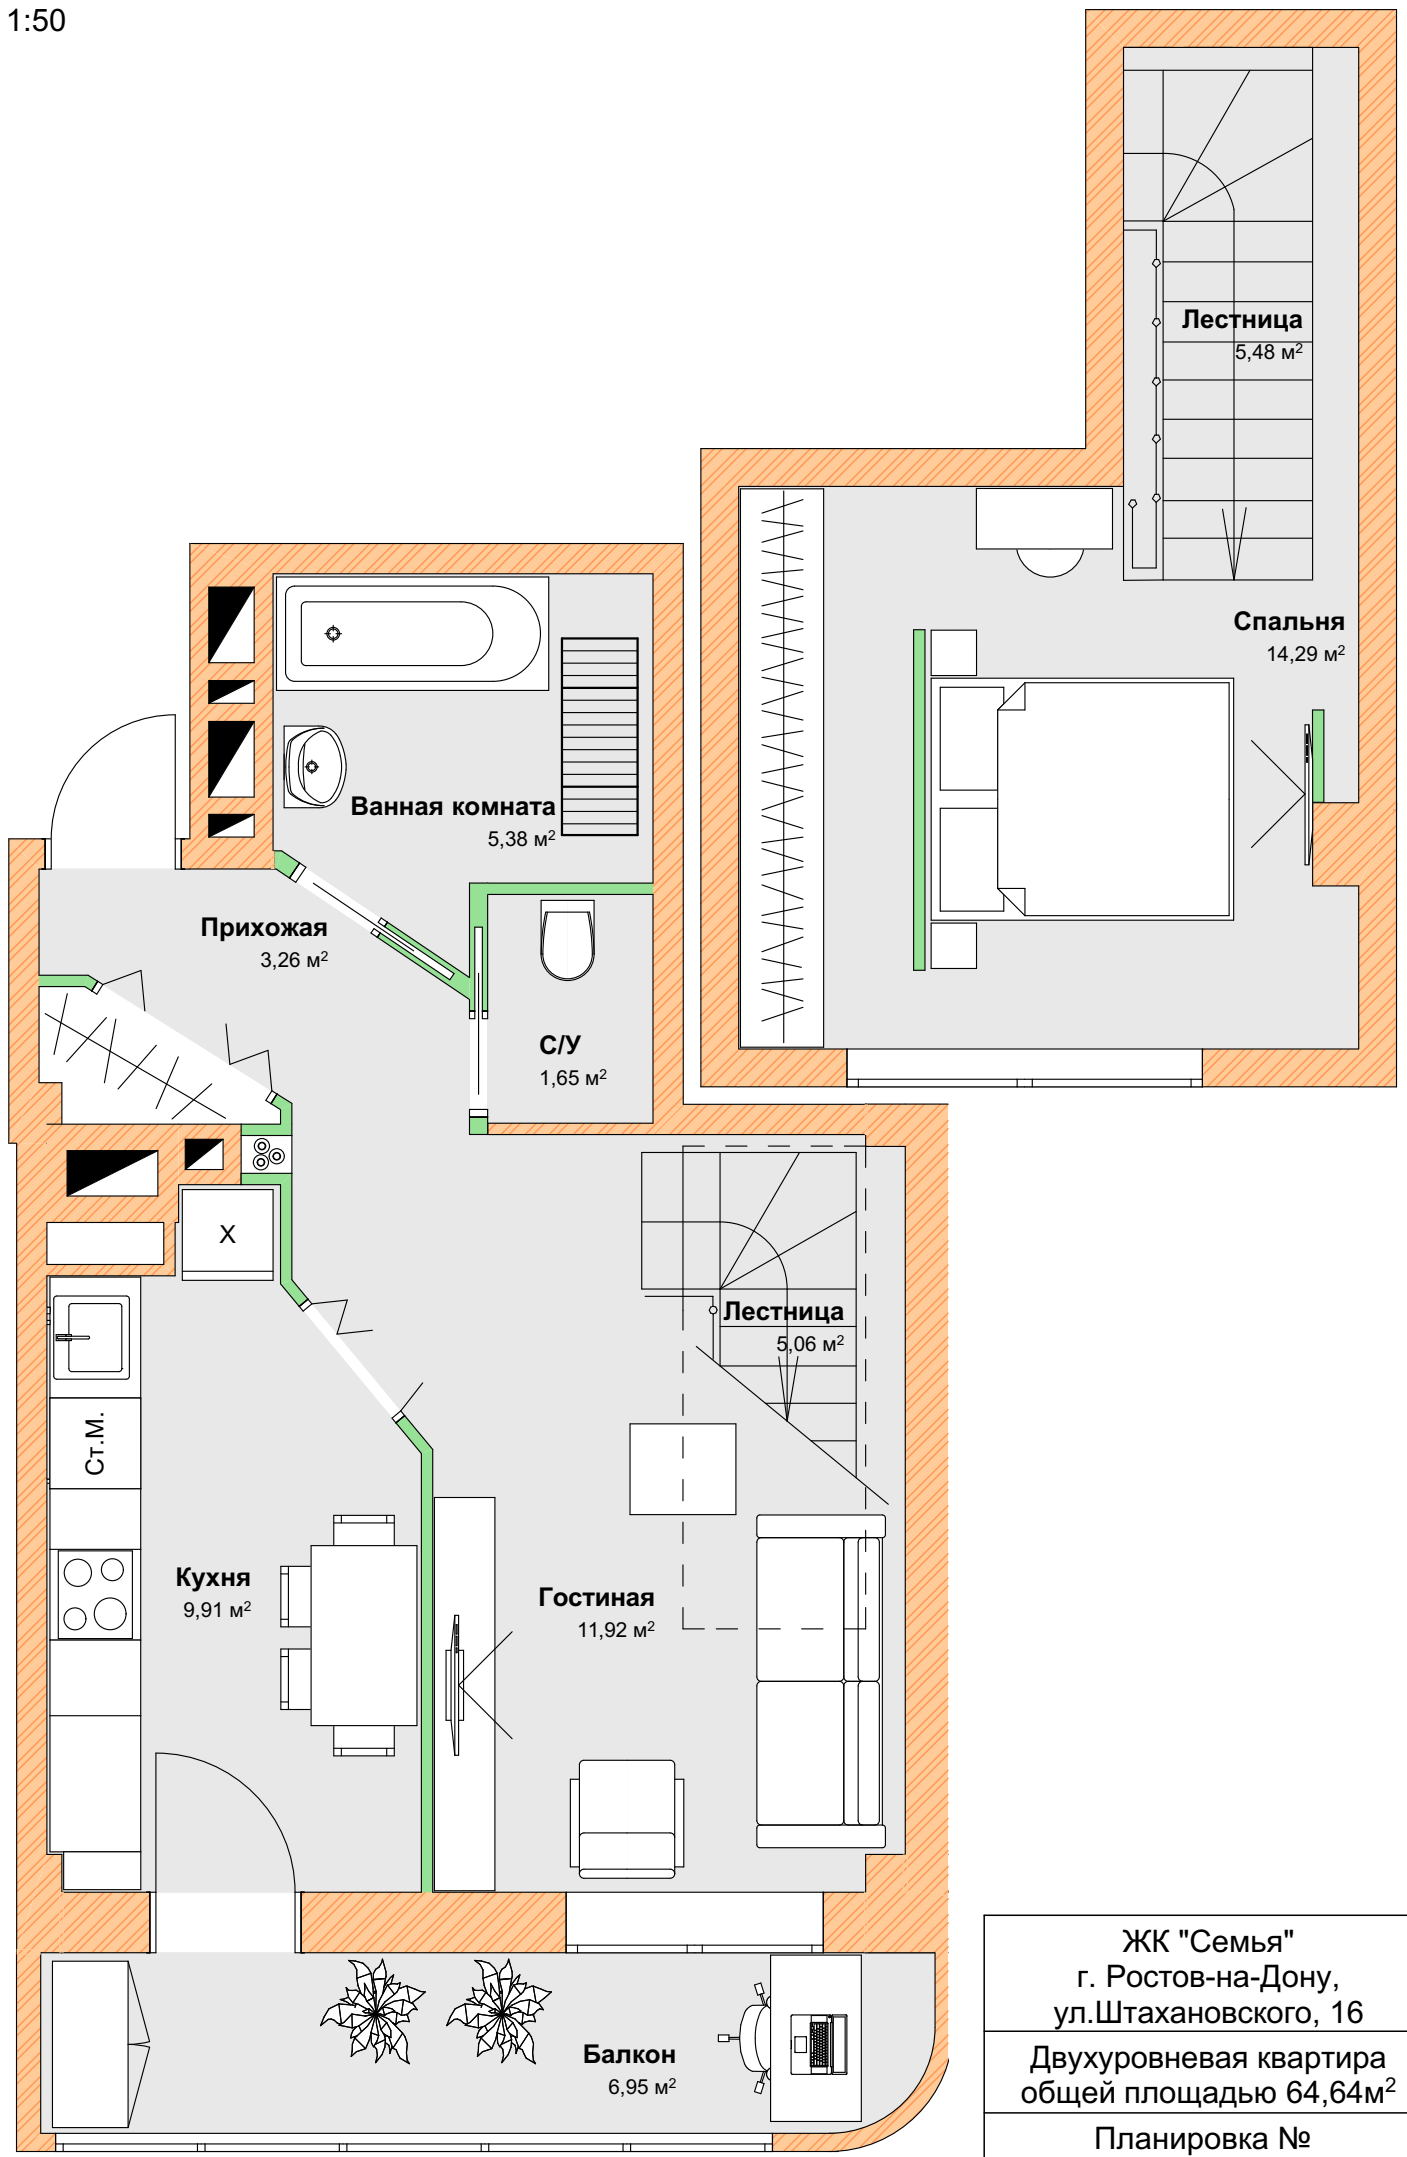 1:50
Лестница
5,48 м²
Спальня
14,29 м²
Ванная комната
5,38 м²
Прихожая
3,26 м²
С/У
1,65 м²
X
Лестница
5,06 м²
Ст.М.
Кухня
9,91 м²
Гостиная
11,92 м²
Балкон
6,95 м²
ЖК "Семья"
г. Ростов-на-Дону,
ул.Штахановского, 16
Двухуровневая квартира
общей площадью 64,64м²
Планировка №